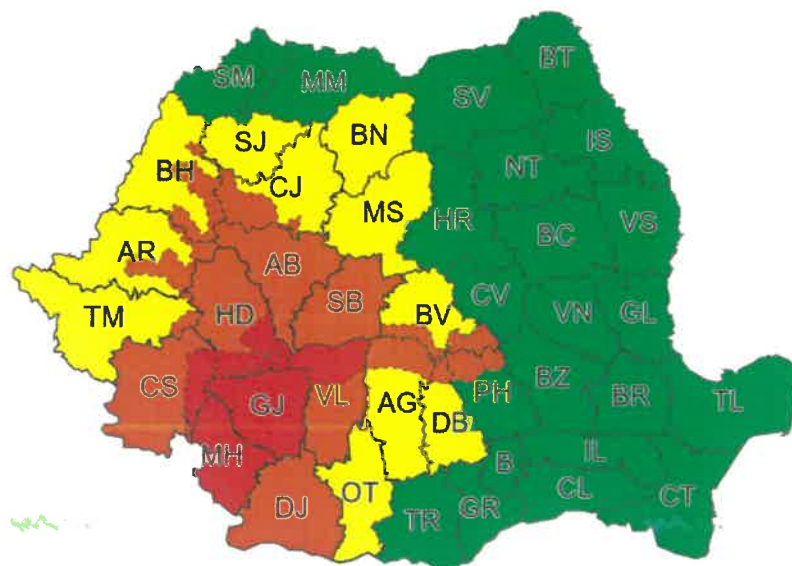 BT
SM
MM
SV
BN
SJ
IS
BH
NT
CJ
MS
HR
VS
AR
BC
AB
CV
SB
TM
HD
BV
VN
GL
CS
BZ
BR
GJ
VL
AG
PH
TL
DB
MH
B
IL
OT
CL
CT
DJ
TR
GR